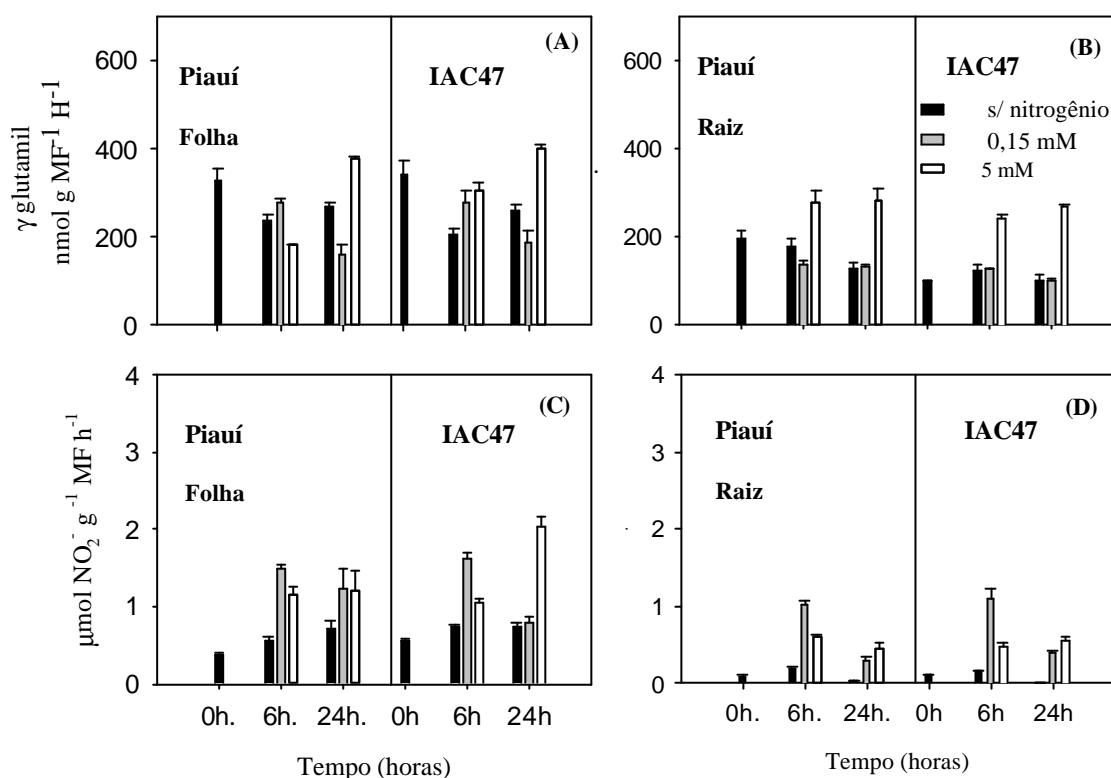 (A)
600
400
200
0
Piauí
IAC47
Folha
γ glutamil
nmol g MF⁻¹ H⁻¹
(B)
600
400
200
0
Piauí
IAC47
Raiz
s/ nitrogênio
0,15 mM
5 mM
(C)
4
3
2
1
0
Piauí
IAC47
Folha
µmol NO₂⁻ g⁻¹ MF h⁻¹
0h. 6h. 24h. 0h 6h 24h
Tempo (horas)
(D)
4
3
2
1
0
Piauí
IAC47
Raiz
0h. 6h. 24h. 0h 6h 24h
Tempo (horas)